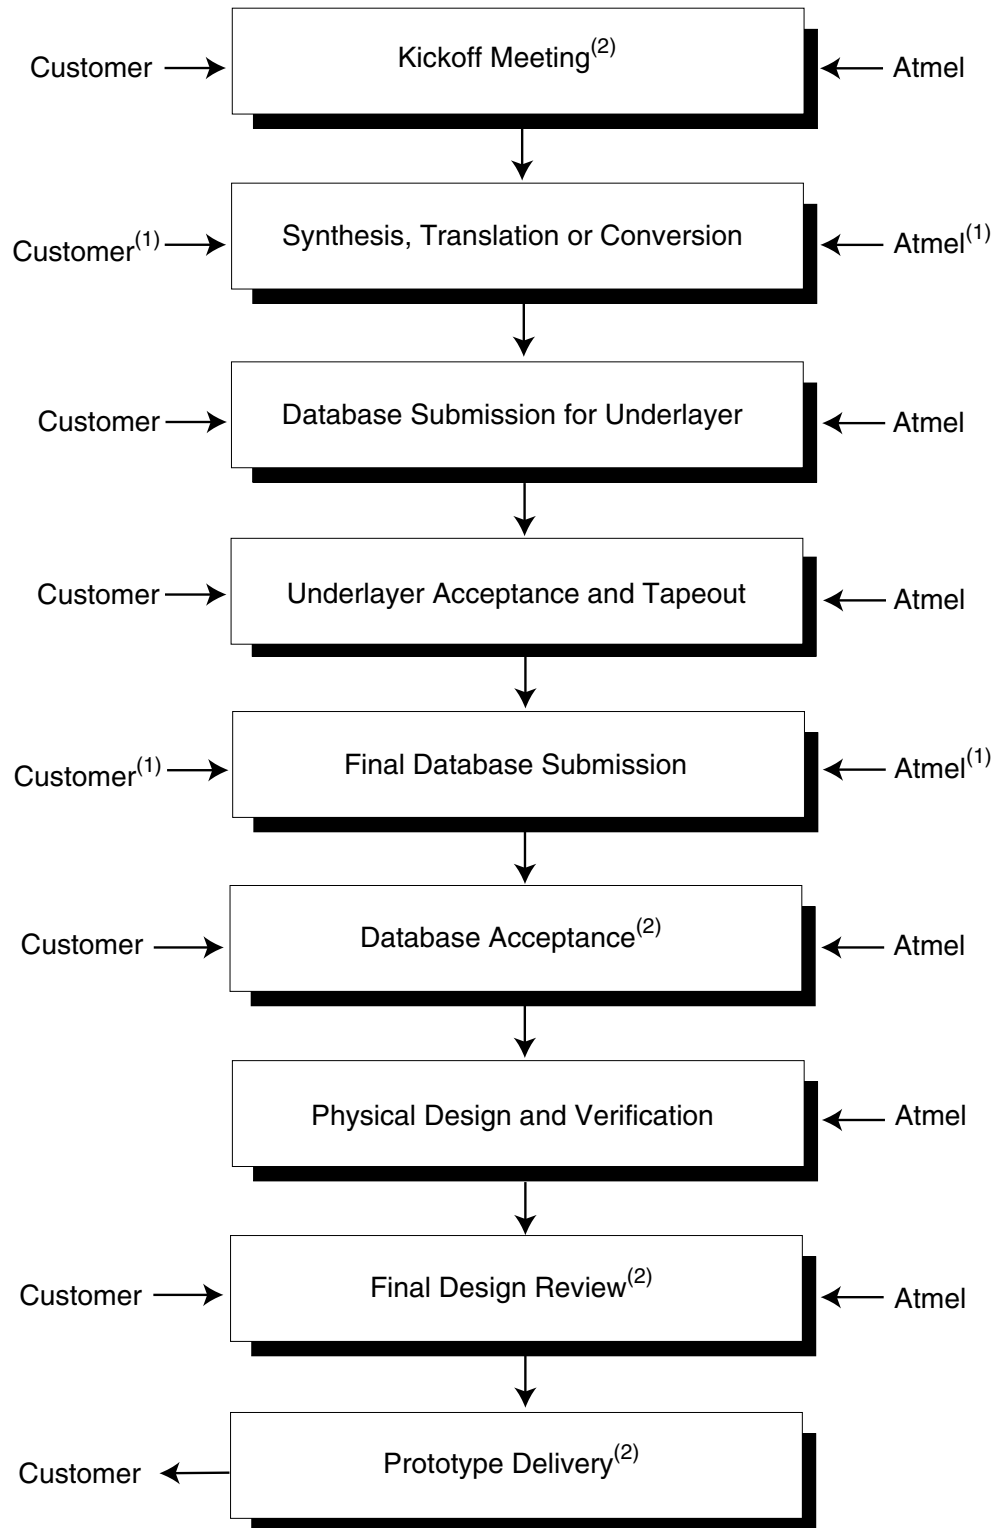 Customer Kickoff Meeting(2) Atmel
Customer(1) Synthesis, Translation or Conversion Atmel(1)
Customer Database Submission for Underlayer Atmel
Customer Underlayer Acceptance and Tapeout Atmel
Customer(1) Final Database Submission Atmel(1)
Customer Database Acceptance(2) Atmel
Physical Design and Verification Atmel
Customer Final Design Review(2) Atmel
Customer Prototype Delivery(2)